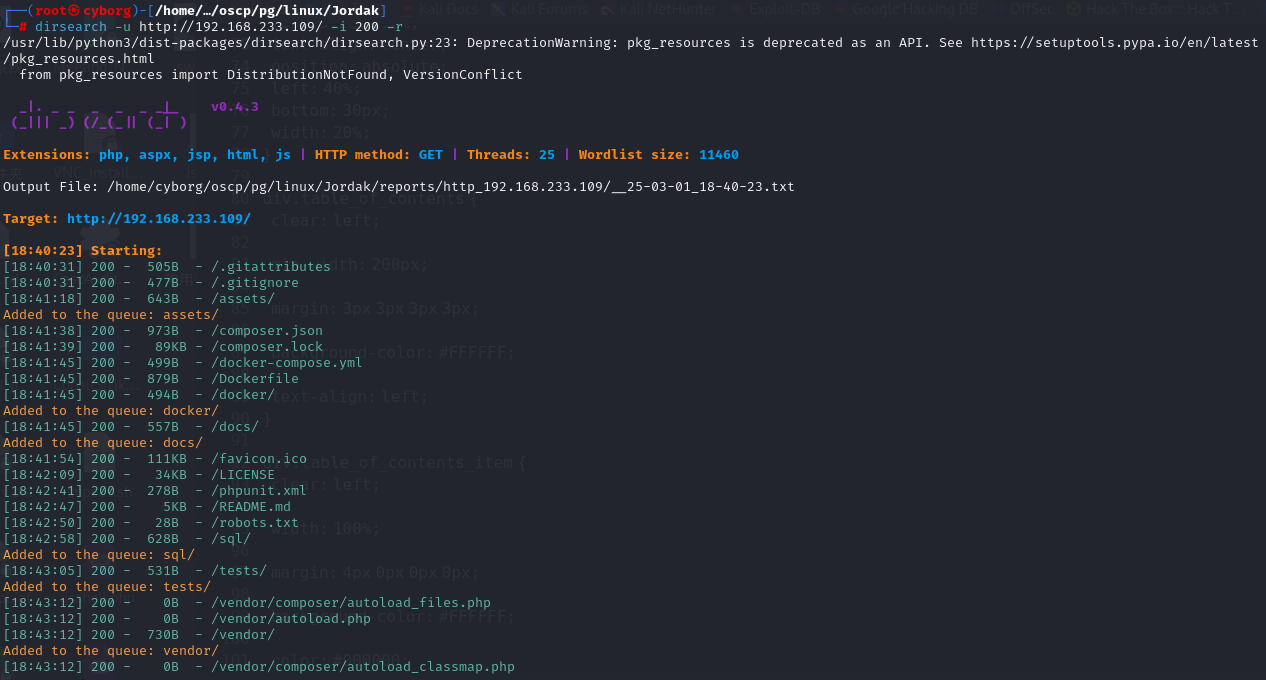 ┌──(root㉿cyborg)-[/home/…/oscp/pg/linux/Jordak]
└─# dirsearch -u http://192.168.233.109/ -i 200 -r
/usr/lib/python3/dist-packages/dirsearch/dirsearch.py:23: DeprecationWarning: pkg_resources is deprecated as an API. See https://setuptools.pypa.io/en/latest
/pkg_resources.html
  from pkg_resources import DistributionNotFound, VersionConflict
v0.4.3
Extensions: php, aspx, jsp, html, js | HTTP method: GET | Threads: 25 | Wordlist size: 11460
Output File: /home/cyborg/oscp/pg/linux/Jordak/reports/http_192.168.233.109/__25-03-01_18-40-23.txt
Target: http://192.168.233.109/
[18:40:23] Starting:
[18:40:31] 200 -  505B  - /.gitattributes
[18:40:31] 200 -  477B  - /.gitignore
[18:41:18] 200 -  643B  - /assets/
Added to the queue: assets/
[18:41:38] 200 -  973B  - /composer.json
[18:41:39] 200 -   89KB - /composer.lock
[18:41:45] 200 -  499B  - /docker-compose.yml
[18:41:45] 200 -  879B  - /Dockerfile
[18:41:45] 200 -  494B  - /docker/
Added to the queue: docker/
[18:41:45] 200 -  557B  - /docs/
Added to the queue: docs/
[18:41:54] 200 -  111KB - /favicon.ico
[18:42:09] 200 -   34KB - /LICENSE
[18:42:41] 200 -  278B  - /phpunit.xml
[18:42:47] 200 -    5KB - /README.md
[18:42:50] 200 -   28B  - /robots.txt
[18:42:58] 200 -  628B  - /sql/
Added to the queue: sql/
[18:43:05] 200 -  531B  - /tests/
Added to the queue: tests/
[18:43:12] 200 -    0B  - /vendor/composer/autoload_files.php
[18:43:12] 200 -    0B  - /vendor/autoload.php
[18:43:12] 200 -  730B  - /vendor/
Added to the queue: vendor/
[18:43:12] 200 -    0B  - /vendor/composer/autoload_classmap.php